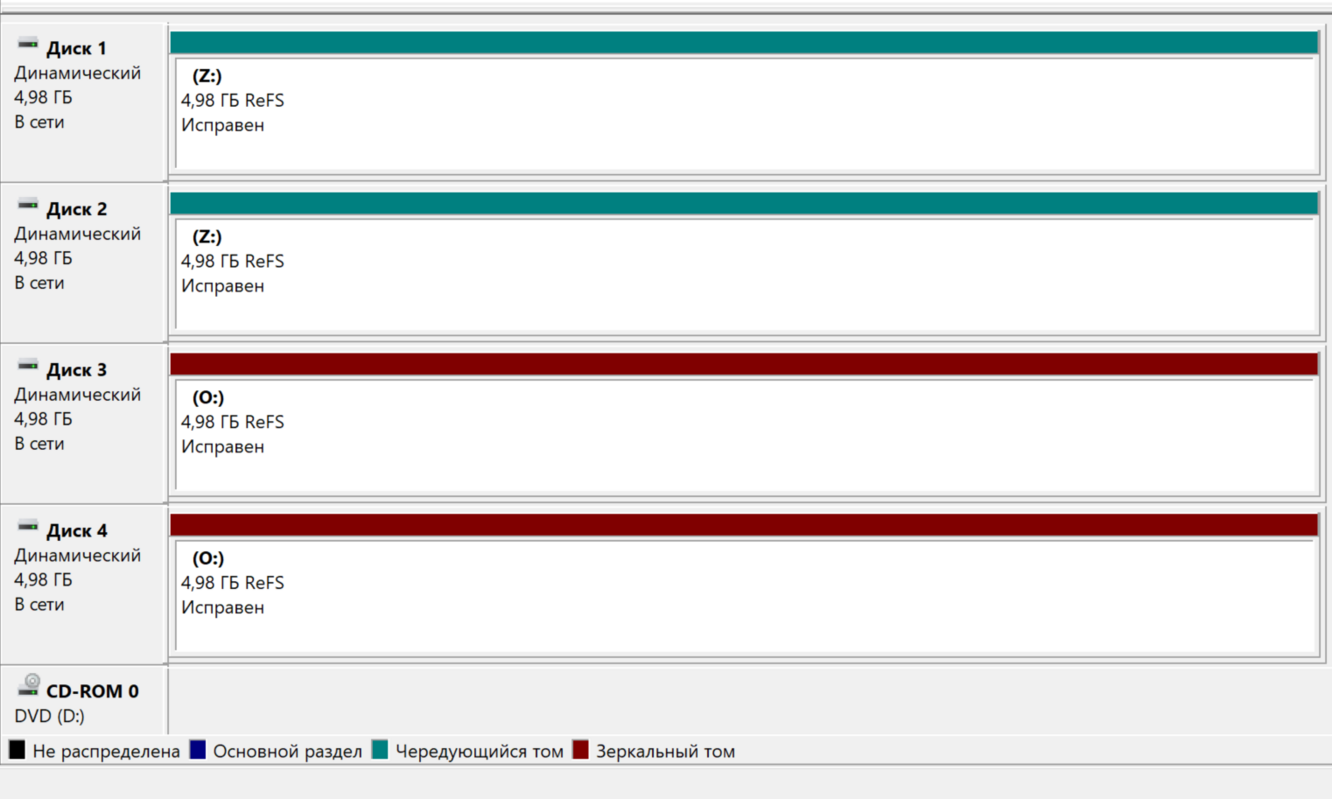 Диск 1
Динамический
4,98 ГБ
В сети
(Z:)
4,98 ГБ ReFS
Исправен
Диск 2
Динамический
4,98 ГБ
В сети
(Z:)
4,98 ГБ ReFS
Исправен
Диск 3
Динамический
4,98 ГБ
В сети
(O:)
4,98 ГБ ReFS
Исправен
Диск 4
Динамический
4,98 ГБ
В сети
(O:)
4,98 ГБ ReFS
Исправен
CD-ROM 0
DVD (D:)
Не распределена Основной раздел Чередующийся том Зеркальный том